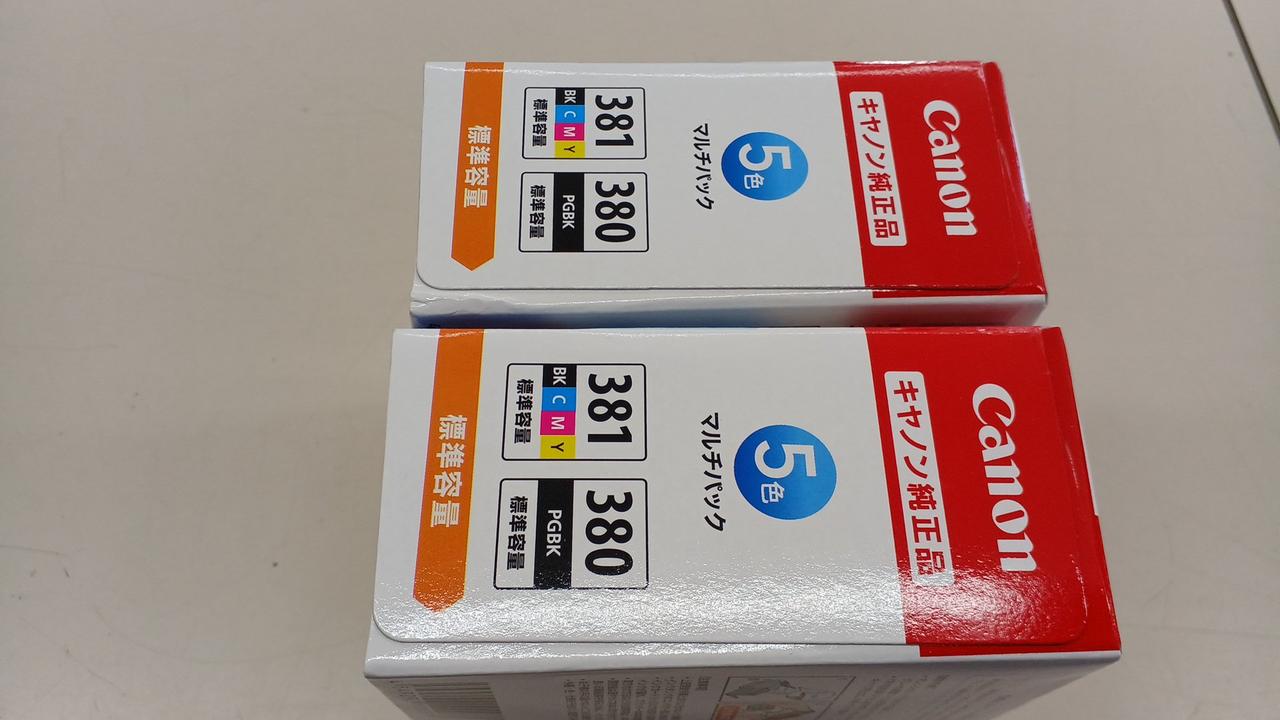 Canon
キヤノン純正品
5色
マルチパック
381
BK C M Y
標準容量
380
PGBK
標準容量
標準容量
Canon
キヤノン純正品
5色
マルチパック
381
BK C M Y
標準容量
380
PGBK
標準容量
標準容量